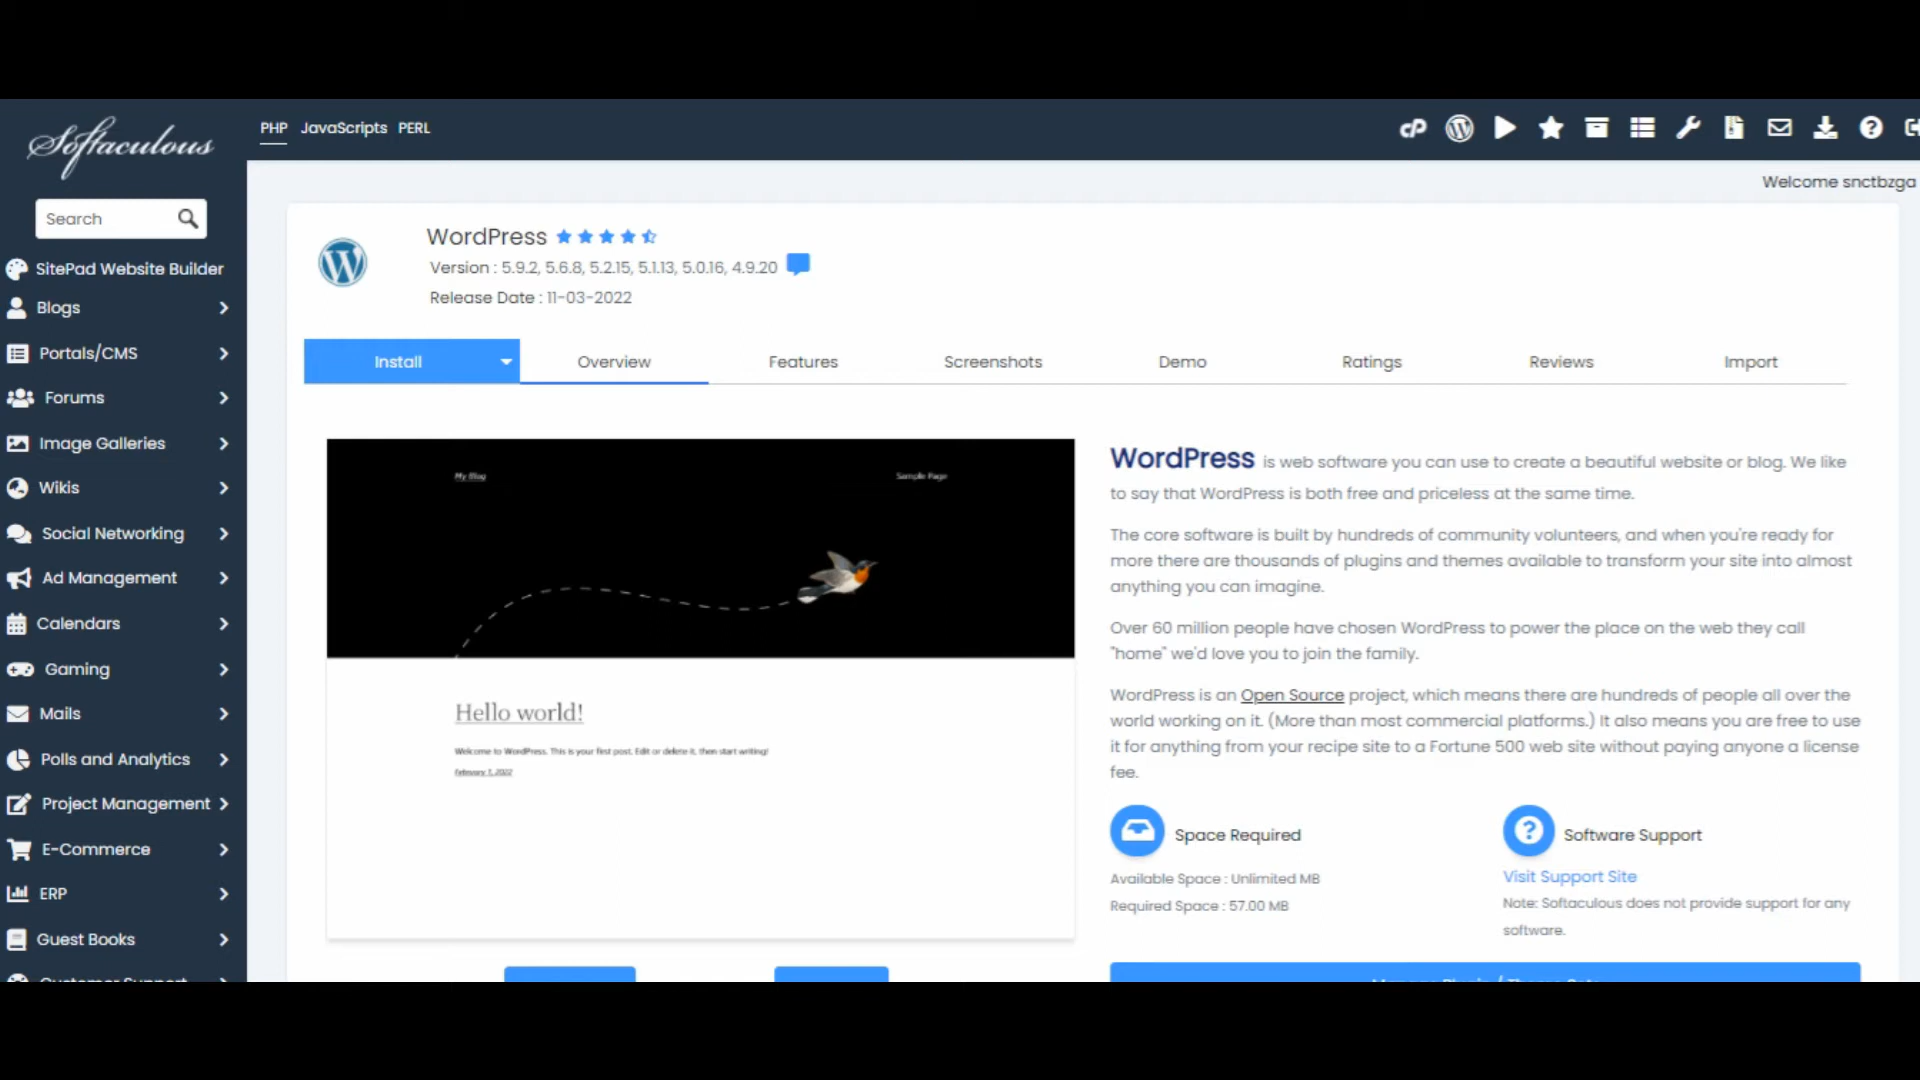 Softaculous
PHP JavaScripts PERL
cP
Welcome snctbzga
Search
SitePad Website Builder
Blogs
Portals/CMS
Forums
Image Galleries
Wikis
Social Networking
Ad Management
Calendars
Gaming
Mails
Polls and Analytics
Project Management
E-Commerce
ERP
Guest Books
Customer Support
WordPress
Version : 5.9.2, 5.6.8, 5.2.15, 5.1.13, 5.0.16, 4.9.20
Release Date : 11-03-2022
Install Overview Features Screenshots Demo Ratings Reviews Import
My Blog Sample Page
Hello world!
Welcome to WordPress. This is your first post. Edit or delete it, then start writing!
February 7, 2022
WordPress is web software you can use to create a beautiful website or blog. We like
to say that WordPress is both free and priceless at the same time.
The core software is built by hundreds of community volunteers, and when you're ready for
more there are thousands of plugins and themes available to transform your site into almost
anything you can imagine.
Over 60 million people have chosen WordPress to power the place on the web they call
"home" we'd love you to join the family.
WordPress is an Open Source project, which means there are hundreds of people all over the
world working on it. (More than most commercial platforms.) It also means you are free to use
it for anything from your recipe site to a Fortune 500 web site without paying anyone a license
fee.
Space Required
Available Space : Unlimited MB
Required Space : 57.00 MB
Software Support
Visit Support Site
Note: Softaculous does not provide support for any
software.
Manage Plugin / Theme Sets